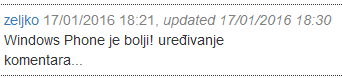 zeljko 17/01/2016 18:21, updated 17/01/2016 18:30
Windows Phone je bolji! uređivanje
komentara...